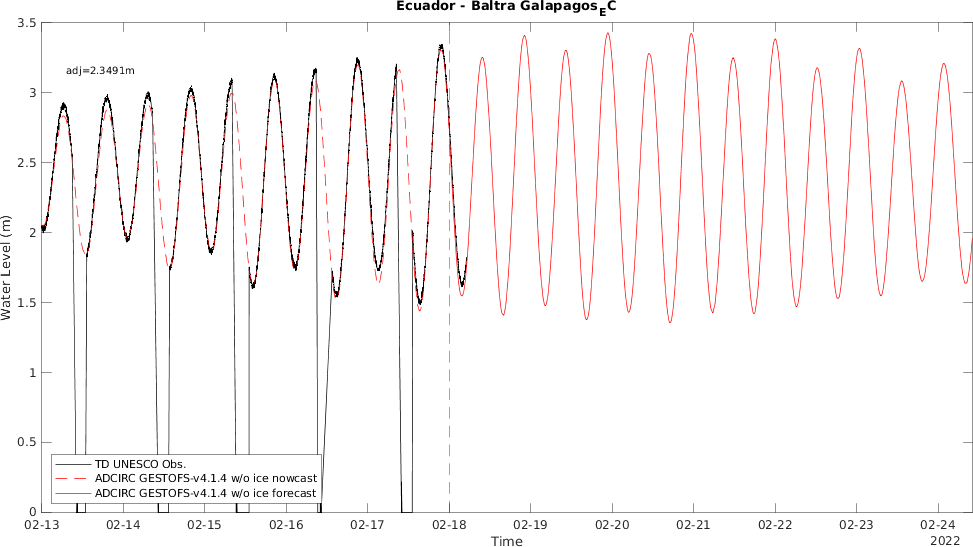 Ecuador - Baltra Galapagos_EC
3.5
adj=2.3491m
3
2.5
2
1.5
1
0.5
0
Water Level (m)
TD UNESCO Obs.
ADCIRC GESTOFS-v4.1.4 w/o ice nowcast
ADCIRC GESTOFS-v4.1.4 w/o ice forecast
02-13 02-14 02-15 02-16 02-17 02-18 02-19 02-20 02-21 02-22 02-23 02-24
Time
2022